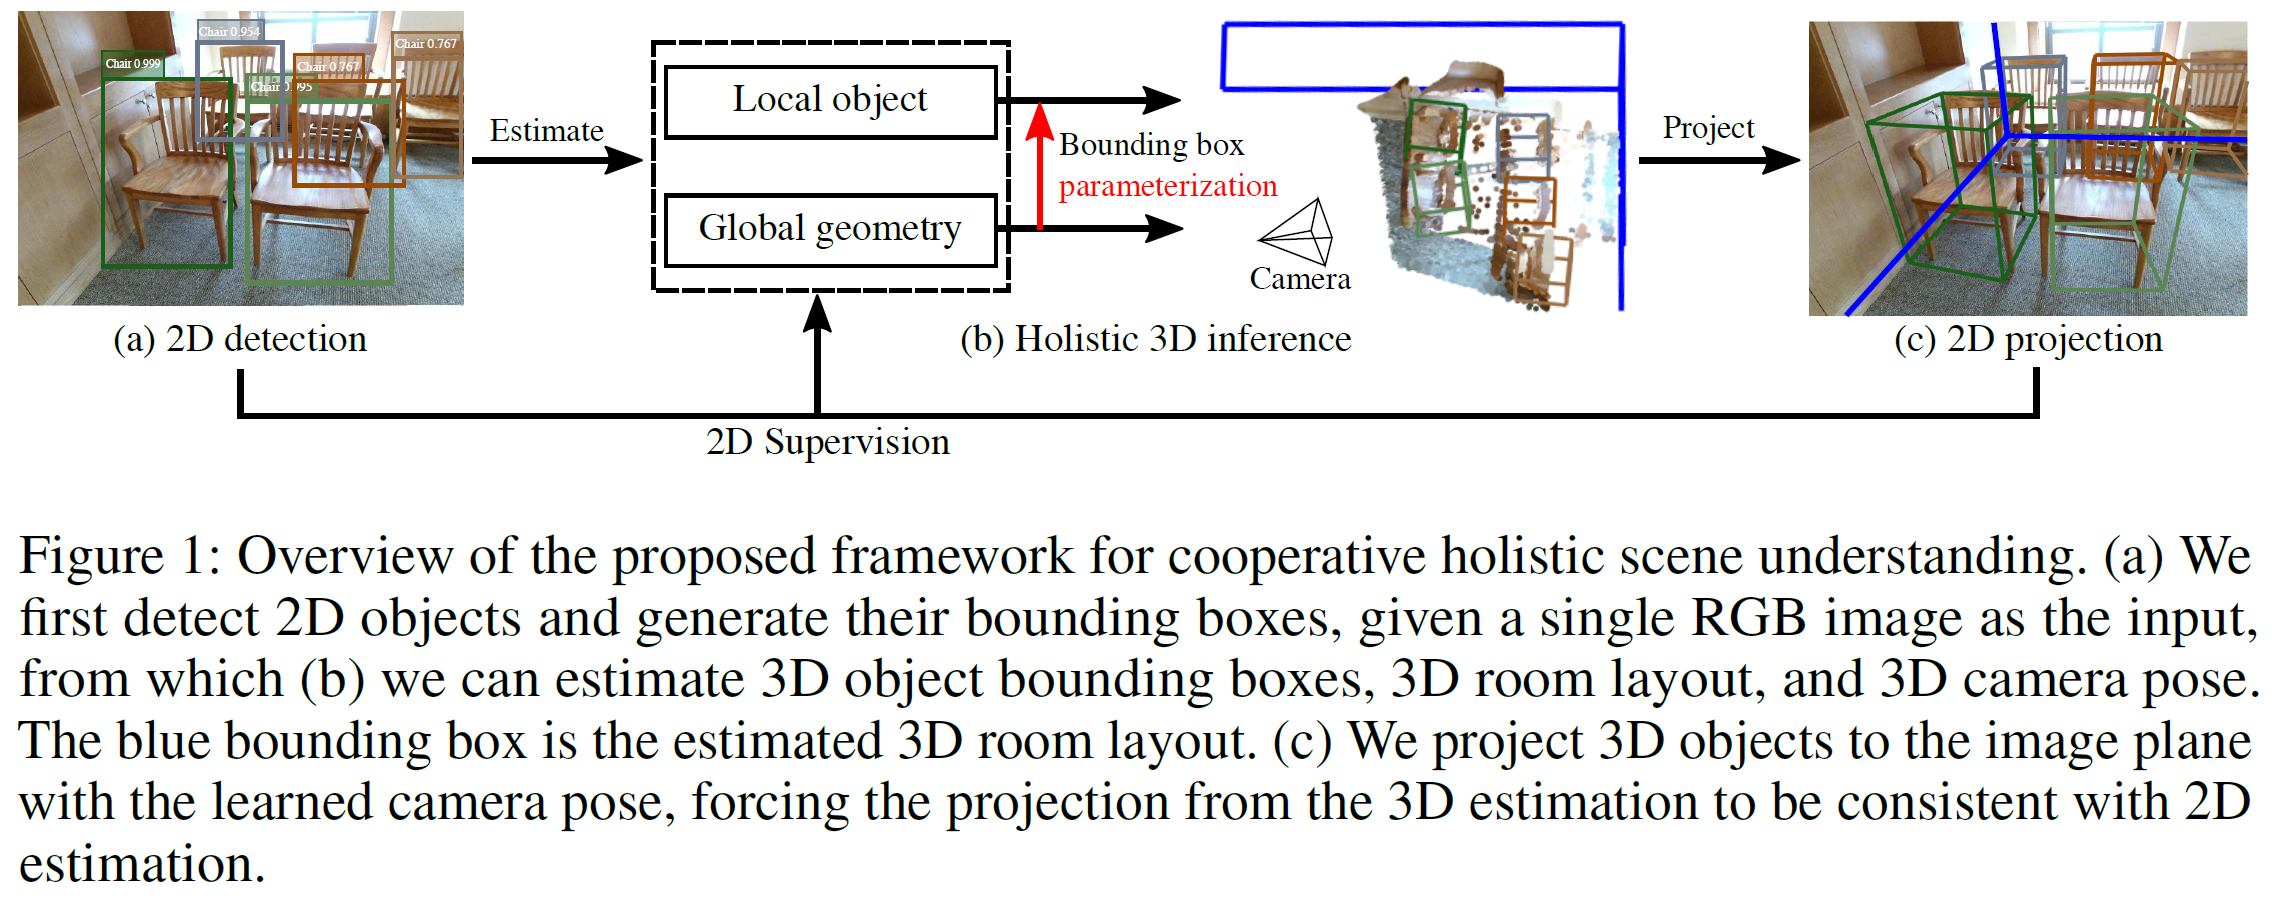 Chair 0.954
Chair 0.999
Chair 0.767
Chair 0.767
Chair 0.995
Estimate
Local object
Global geometry
Bounding box
parameterization
Camera
Project
(a) 2D detection
(b) Holistic 3D inference
(c) 2D projection
2D Supervision
Figure 1: Overview of the proposed framework for cooperative holistic scene understanding. (a) We
first detect 2D objects and generate their bounding boxes, given a single RGB image as the input,
from which (b) we can estimate 3D object bounding boxes, 3D room layout, and 3D camera pose.
The blue bounding box is the estimated 3D room layout. (c) We project 3D objects to the image plane
with the learned camera pose, forcing the projection from the 3D estimation to be consistent with 2D
estimation.